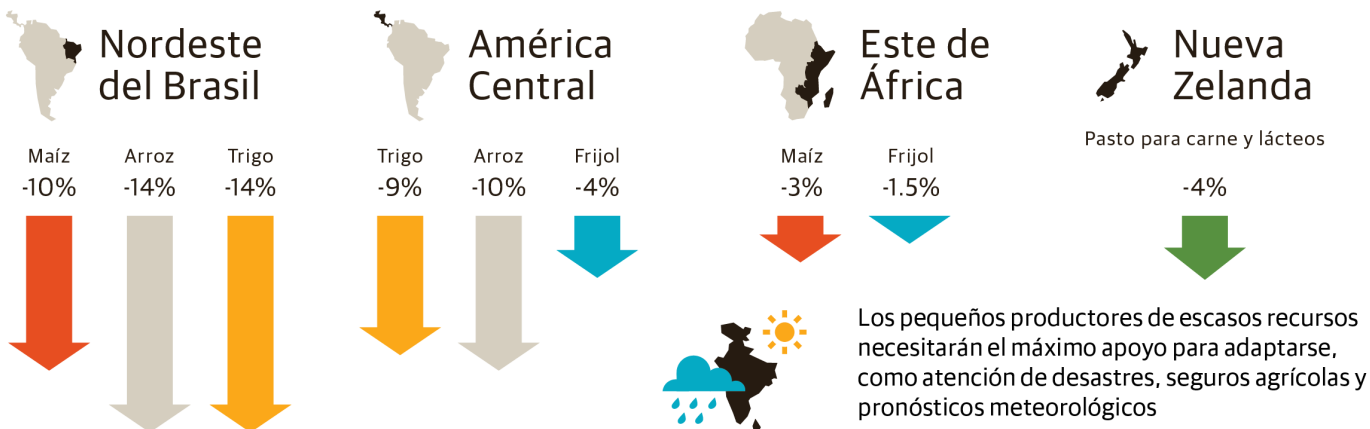 Nordeste
del Brasil
Maíz
-10%
Arroz
-14%
Trigo
-14%
América
Central
Trigo
-9%
Arroz
-10%
Frijol
-4%
Este de
África
Maíz
-3%
Frijol
-1.5%
Nueva
Zelanda
Pasto para carne y lácteos
-4%
Los pequeños productores de escasos recursos
necesitarán el máximo apoyo para adaptarse,
como atención de desastres, seguros agrícolas y
pronósticos meteorológicos